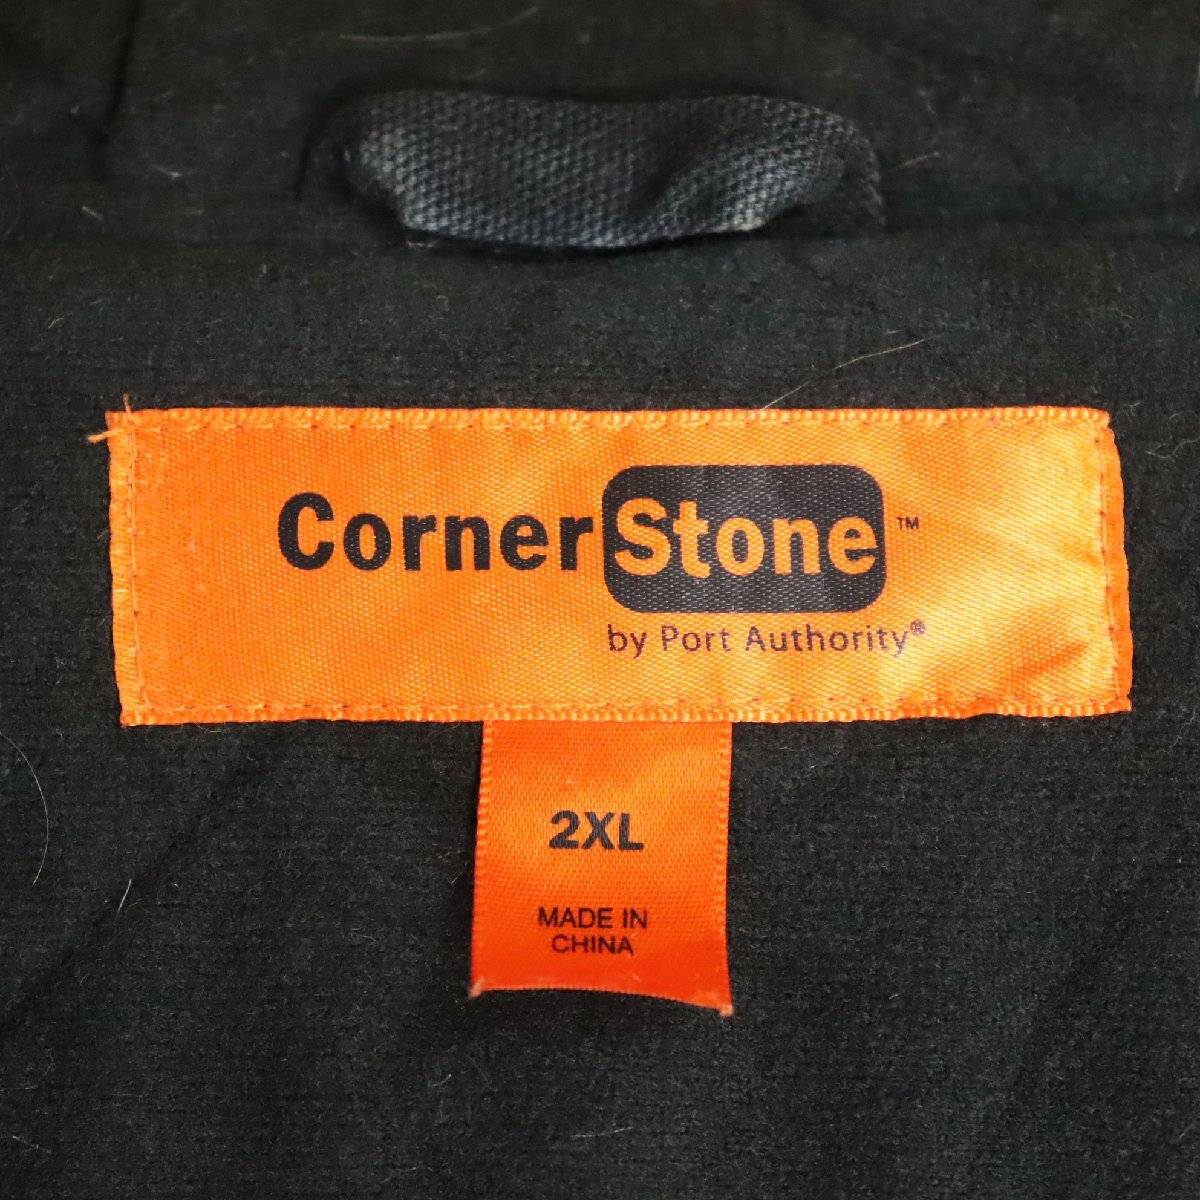 CornerStone™
by Port Authority®
2XL
MADE IN
CHINA